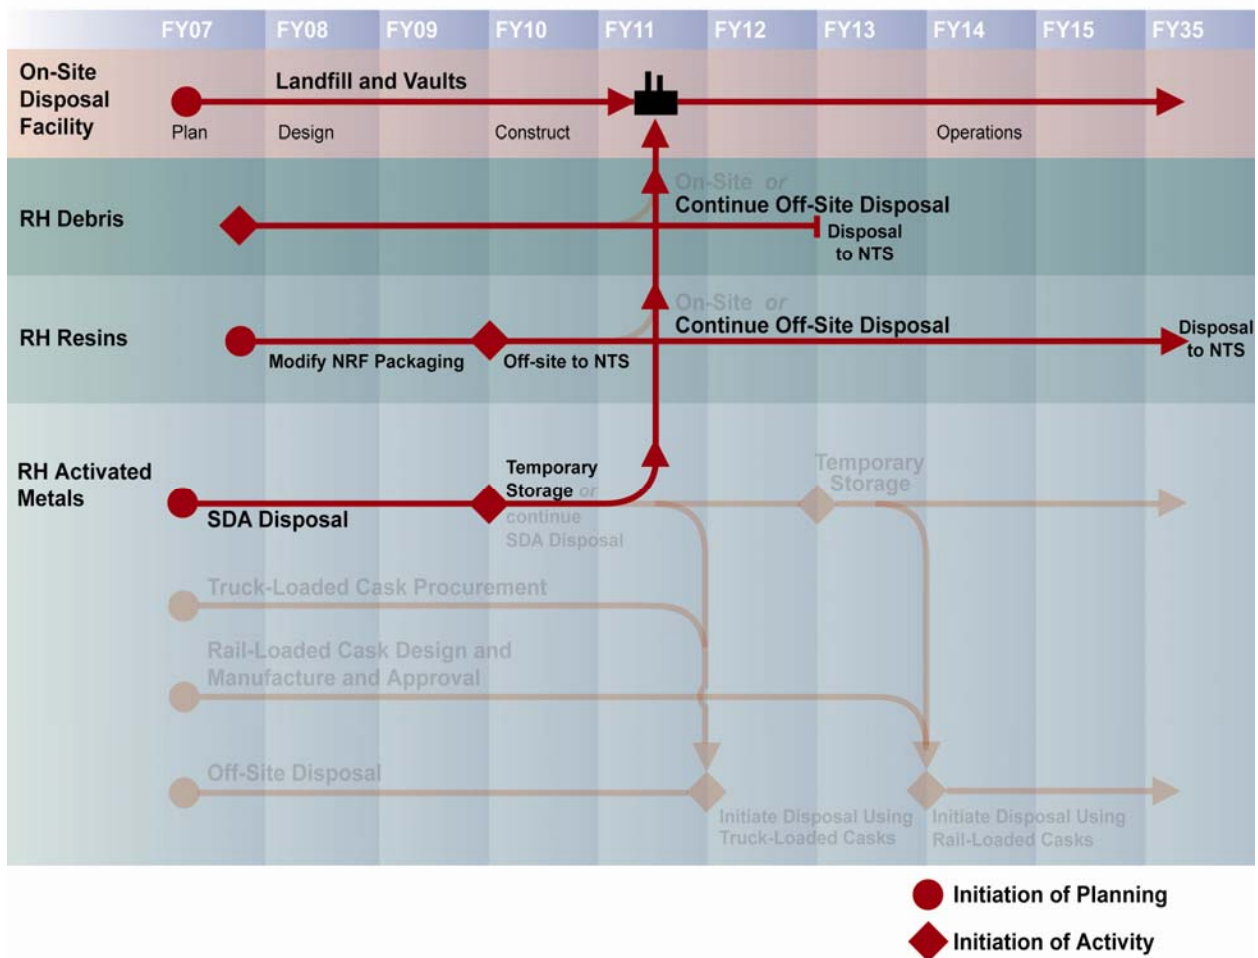 FY07 FY08 FY09 FY10 FY11 FY12 FY13 FY14 FY15 FY35
On-Site
Disposal
Facility
Landfill and Vaults
Plan Design Construct Operations
RH Debris
On-Site or
Continue Off-Site Disposal
Disposal
to NTS
RH Resins
On-Site or
Continue Off-Site Disposal
Modify NRF Packaging
Off-site to NTS
Disposal
to NTS
RH Activated
Metals
SDA Disposal
Temporary
Storage or
continue
SDA Disposal
Temporary
Storage
Truck-Loaded Cask Procurement
Rail-Loaded Cask Design and
Manufacture and Approval
Off-Site Disposal
Initiate Disposal Using
Truck-Loaded Casks
Initiate Disposal Using
Rail-Loaded Casks
Initiation of Planning
Initiation of Activity